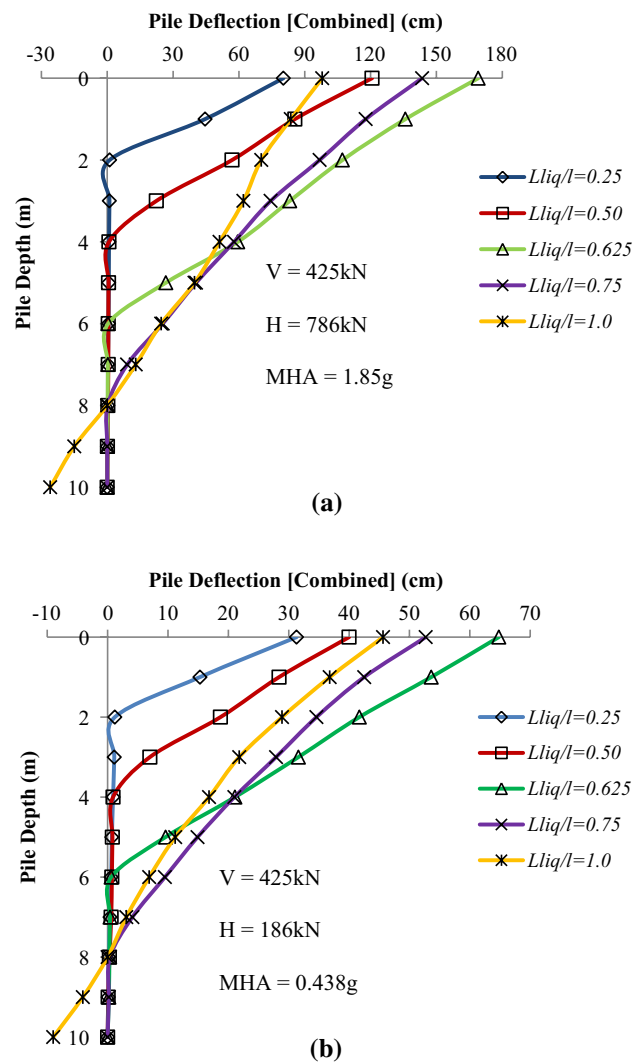 Pile Deflection [Combined] (cm)
-30 0 30 60 90 120 150 180
0
2
4
6
8
10
Pile Depth (m)
V = 425kN
H = 786kN
MHA = 1.85g
Lliq/l=0.25
Lliq/l=0.50
Lliq/l=0.625
Lliq/l=0.75
Lliq/l=1.0
(a)
Pile Deflection [Combined] (cm)
-10 0 10 20 30 40 50 60 70
0
2
4
6
8
10
Pile Depth (m)
V = 425kN
H = 186kN
MHA = 0.438g
Lliq/l=0.25
Lliq/l=0.50
Lliq/l=0.625
Lliq/l=0.75
Lliq/l=1.0
(b)